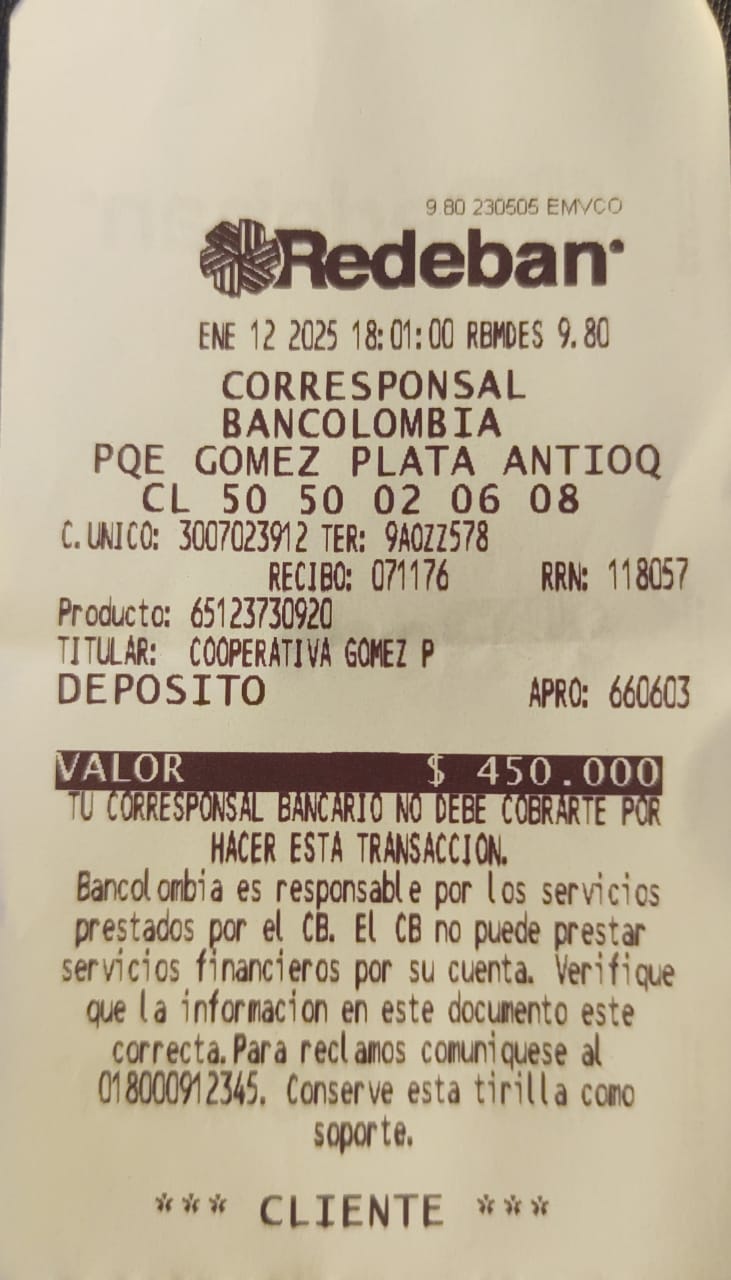 9.80 230505 EMVCO
Redeban
ENE 12 2025 18:01:00 RBMDES 9.80
CORRESPONSAL
BANCOLOMBIA
PQE GOMEZ PLATA ANTIOQ
CL 50 50 02 06 08
C.UNICO: 3007023912 TER: 9AOZZ578
RECIBO: 071176 RRN: 118057
Producto: 65123730920
TITULAR: COOPERATIVA GOMEZ P
DEPOSITO APRO: 660603
VALOR $ 450.000
TU CORRESPONSAL BANCARIO NO DEBE COBRARTE POR
HACER ESTA TRANSACCION.
Bancolombia es responsable por los servicios
prestados por el CB. El CB no puede prestar
servicios financieros por su cuenta. Verifique
que la informacion en este documento este
correcta.Para reclamos comuniquese al
018000912345. Conserve esta tirilla como
soporte.
*** CLIENTE ***